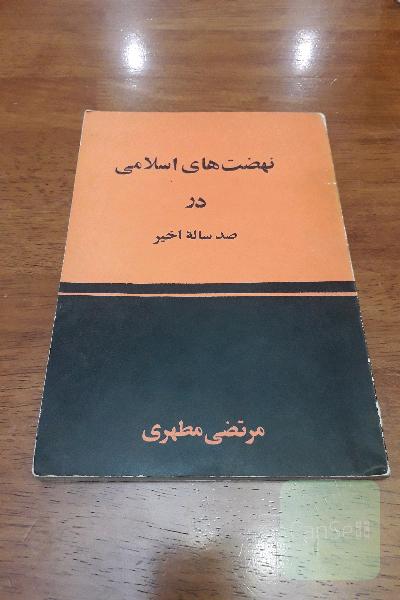 نهضت‌های اسلامی
در
صد سالهٔ اخیر
مرتضی مطهری